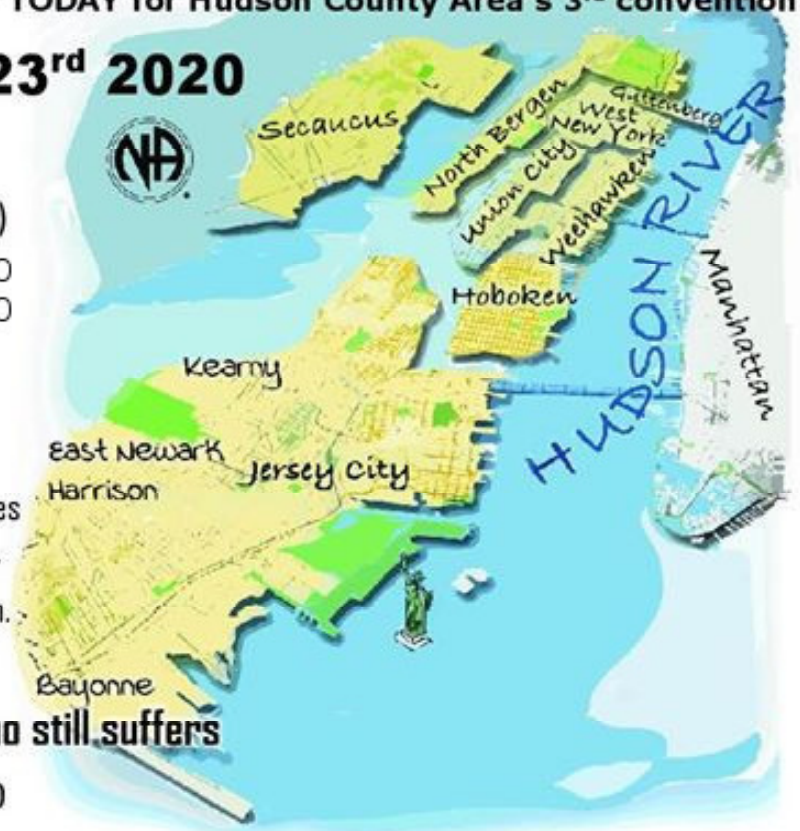 TODAY for Hudson County Area's 3rd convention
23rd 2020
NA
Secaucus
North Bergen
Guttenberg
West
New York
Union City
Weehawken
HUDSON RIVER
Manhattan
Hoboken
Kearny
East Newark
Harrison
Jersey City
Bayonne
still suffers